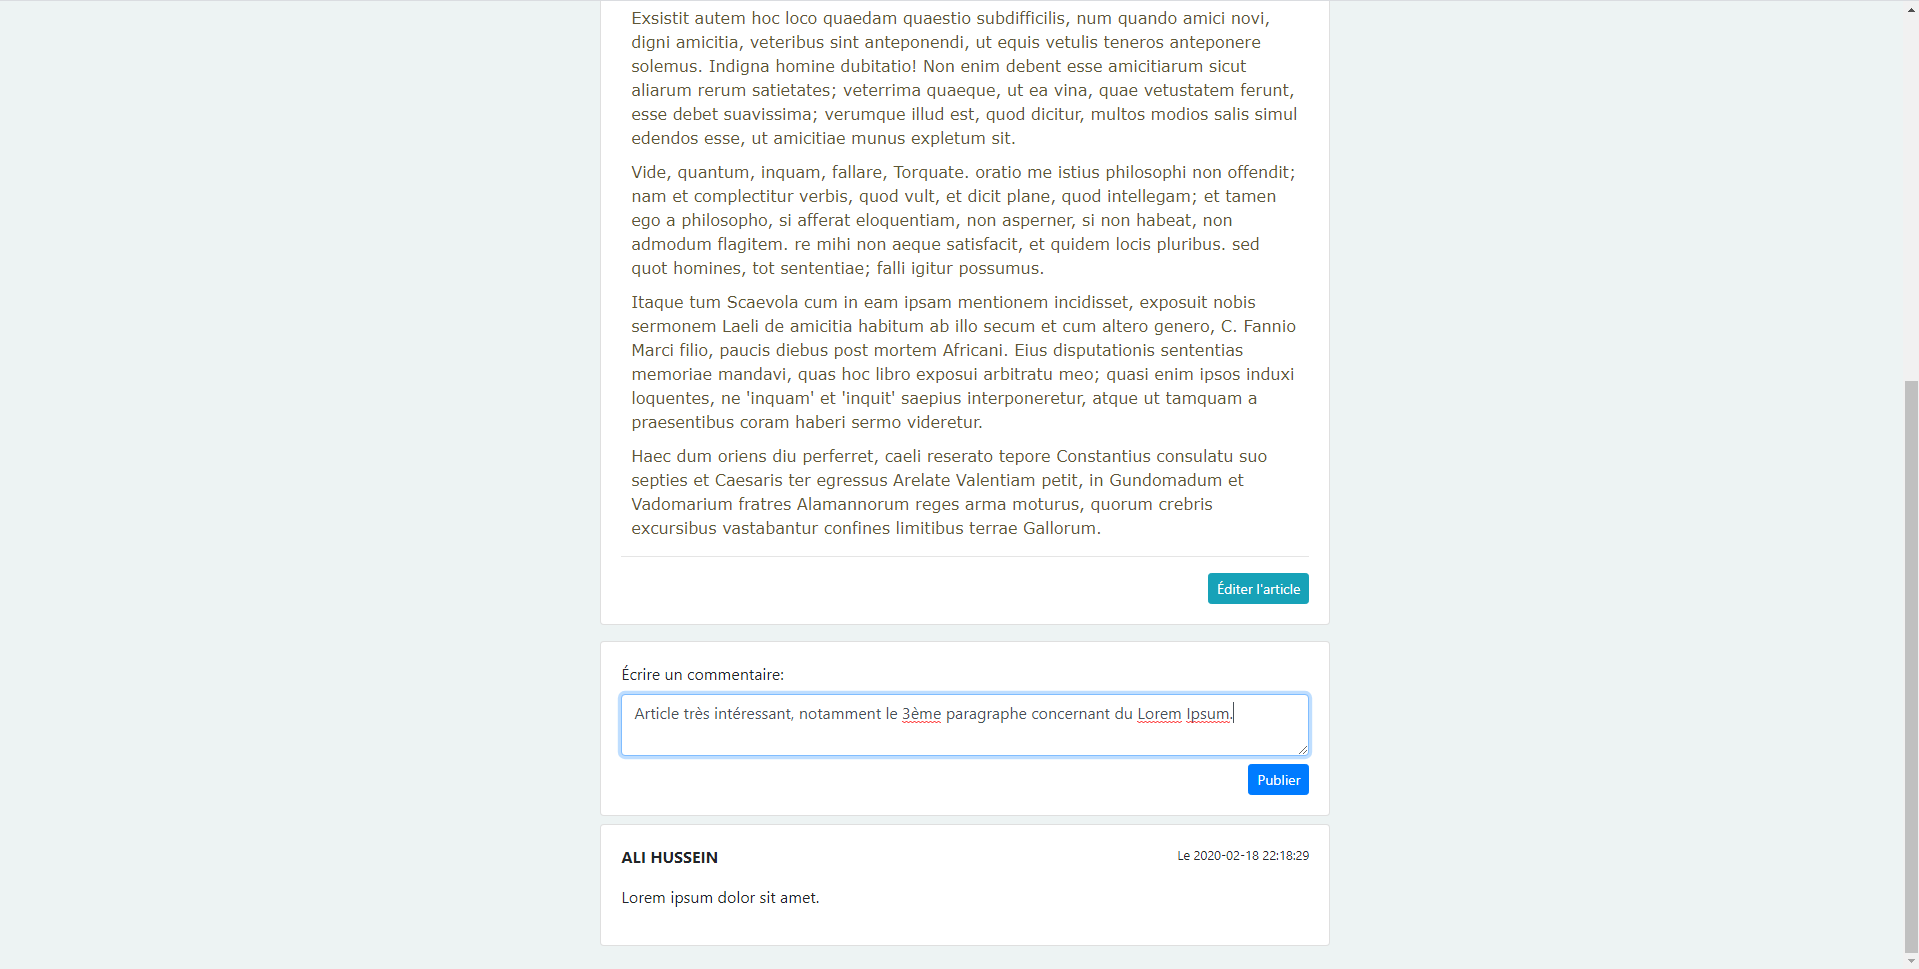 Exsistit autem hoc loco quaedam quaestio subdifficilis, num quando amici novi,
digni amicitia, veteribus sint anteponendi, ut equis vetulis teneros anteponere
solemus. Indigna homine dubitatio! Non enim debent esse amicitiarum sicut
aliarum rerum satietates; veterrima quaeque, ut ea vina, quae vetustatem ferunt,
esse debet suavissima; verumque illud est, quod dicitur, multos modios salis simul
edendos esse, ut amicitiae munus expletum sit.
Vide, quantum, inquam, fallare, Torquate. oratio me istius philosophi non offendit;
nam et complectitur verbis, quod vult, et dicit plane, quod intellegam; et tamen
ego a philosopho, si afferat eloquentiam, non asperner, si non habeat, non
admodum flagitem. re mihi non aeque satisfacit, et quidem locis pluribus. sed
quot homines, tot sententiae; falli igitur possumus.
Itaque tum Scaevola cum in eam ipsam mentionem incidisset, exposuit nobis
sermonem Laeli de amicitia habitum ab illo secum et cum altero genero, C. Fannio
Marci filio, paucis diebus post mortem Africani. Eius disputationis sententias
memoriae mandavi, quas hoc libro exposui arbitratu meo; quasi enim ipsos induxi
loquentes, ne 'inquam' et 'inquit' saepius interponeretur, atque ut tamquam a
praesentibus coram haberi sermo videretur.
Haec dum oriens diu perferret, caeli reserato tepore Constantius consulatu suo
septies et Caesaris ter egressus Arelate Valentiam petit, in Gundomadum et
Vadomarium fratres Alamannorum reges arma moturus, quorum crebris
excursibus vastabantur confines limitibus terrae Gallorum.
Éditer l'article
Écrire un commentaire:
Article très intéressant, notamment le 3ème paragraphe concernant du Lorem Ipsum.
Publier
ALI HUSSEIN
Le 2020-02-18 22:18:29
Lorem ipsum dolor sit amet.